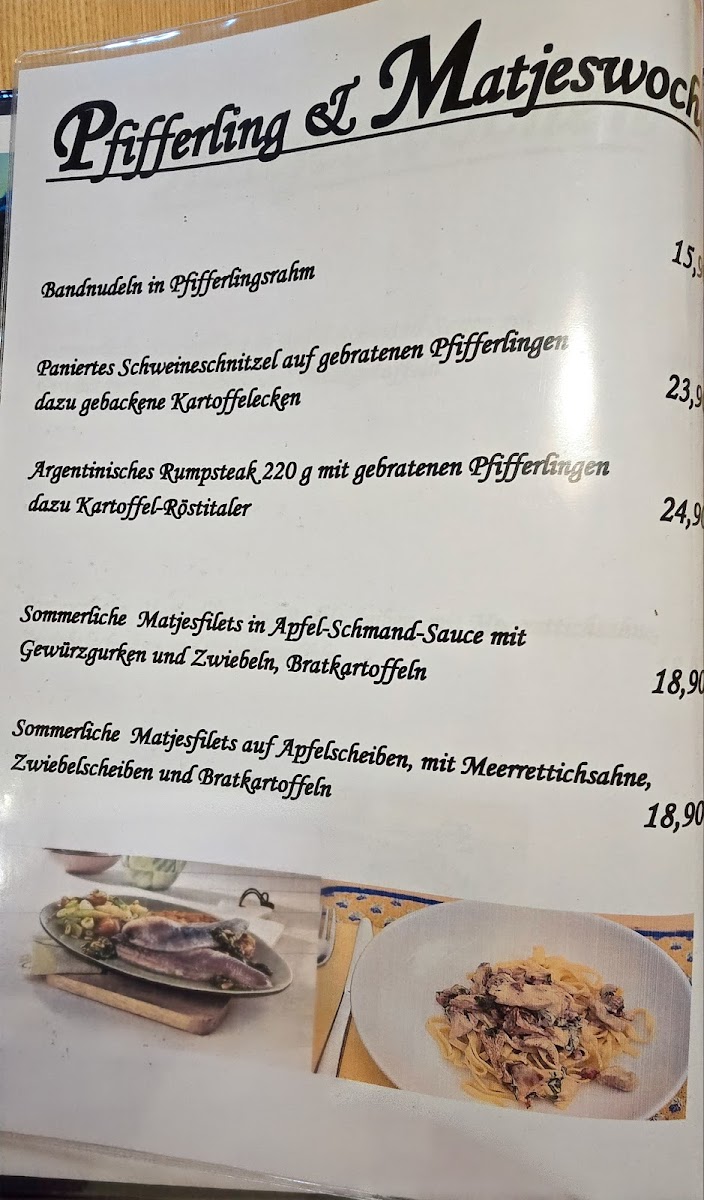 Pfifferling & Matjeswoch
Bandnudeln in Pfifferlingsrahm
15,9
Paniertes Schweineschnitzel auf gebratenen Pfifferlingen
dazu gebackene Kartoffelecken
23,90
Argentinisches Rumpsteak 220 g mit gebratenen Pfifferlingen
dazu Kartoffel-Röstitaler
24,90
Sommerliche Matjesfilets in Apfel-Schmand-Sauce mit
Gewürzgurken und Zwiebeln, Bratkartoffeln
18,90
Sommerliche Matjesfilets auf Apfelscheiben, mit Meerrettichsahne,
Zwiebelscheiben und Bratkartoffeln
18,90